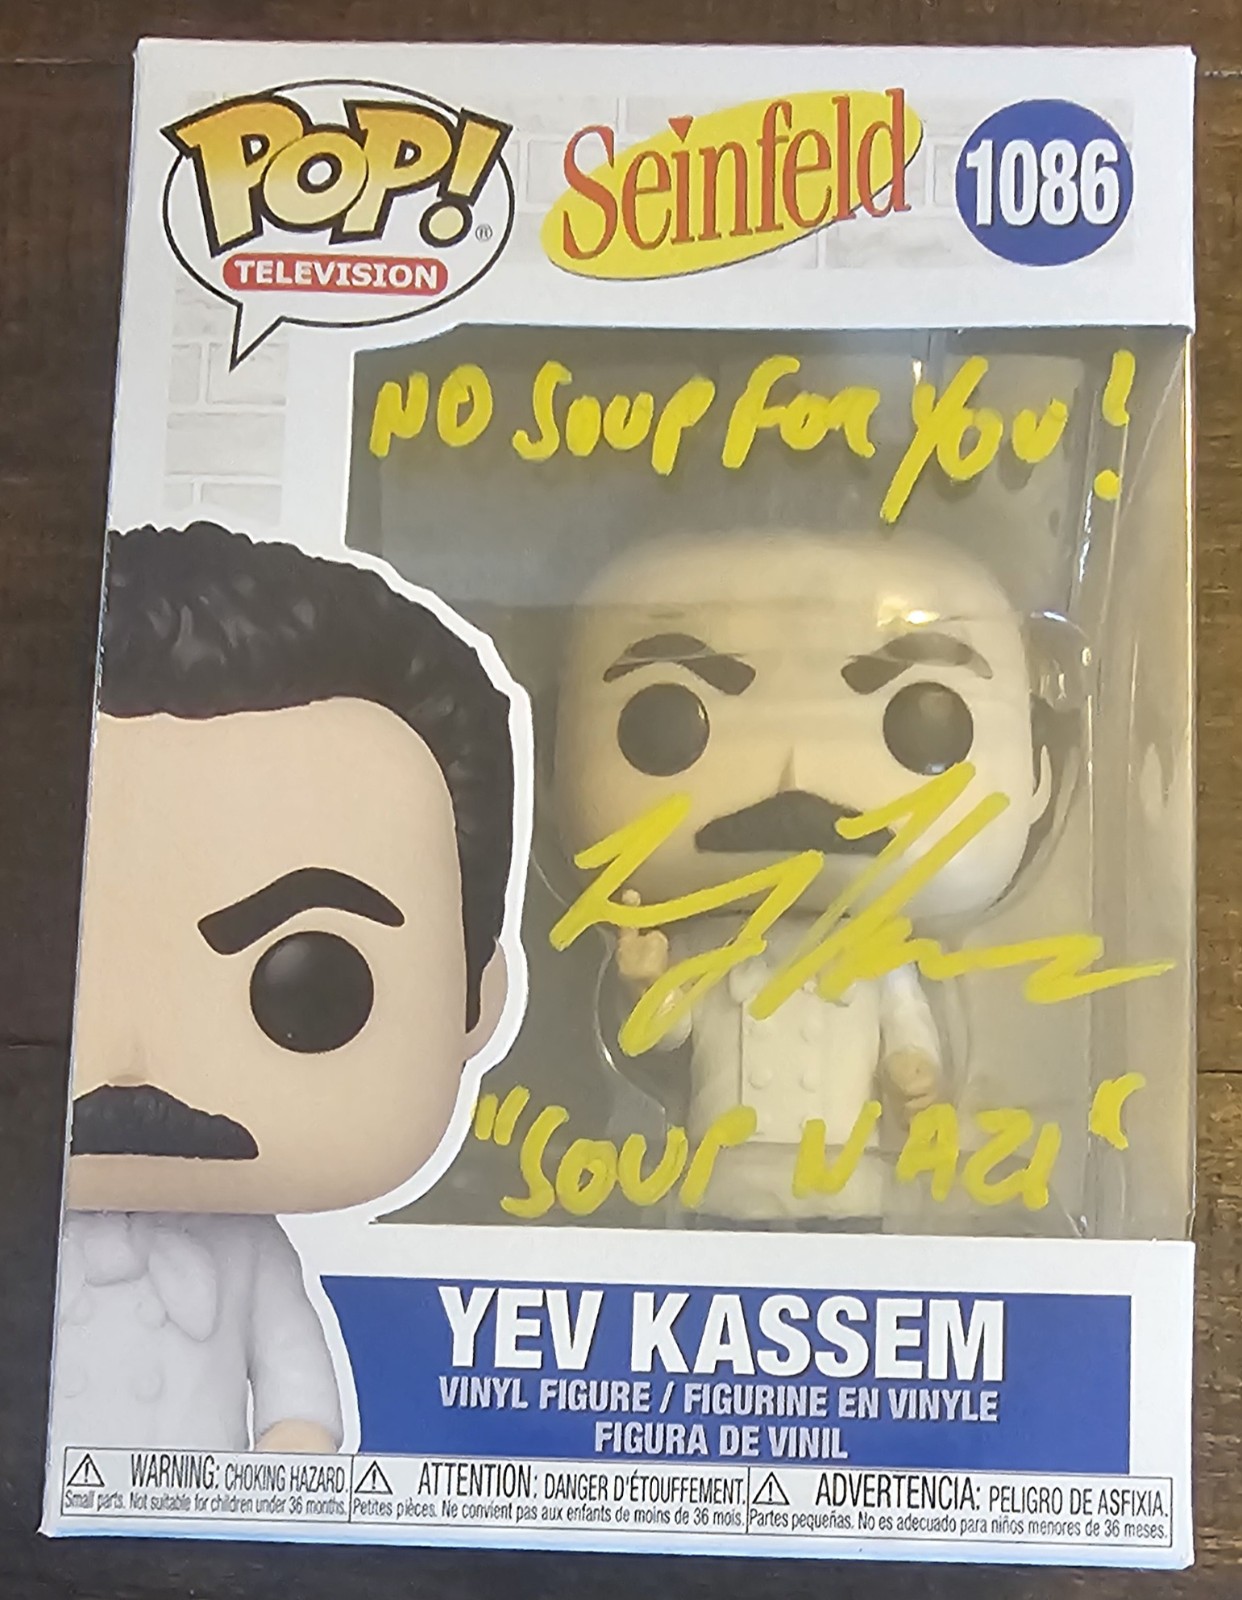 POP!®
TELEVISION
Seinfeld
1086
NO SOUP FOR YOU!
"SOUP NAZI"
YEV KASSEM
VINYL FIGURE / FIGURINE EN VINYLE
FIGURA DE VINIL
WARNING: CHOKING HAZARD.
Small parts. Not suitable for children under 36 months.
ATTENTION: DANGER D'ÉTOUFFEMENT.
Petites pièces. Ne convient pas aux enfants de moins de 36 mois.
ADVERTENCIA: PELIGRO DE ASFIXIA.
Partes pequeñas. No es adecuado para niños menores de 36 meses.